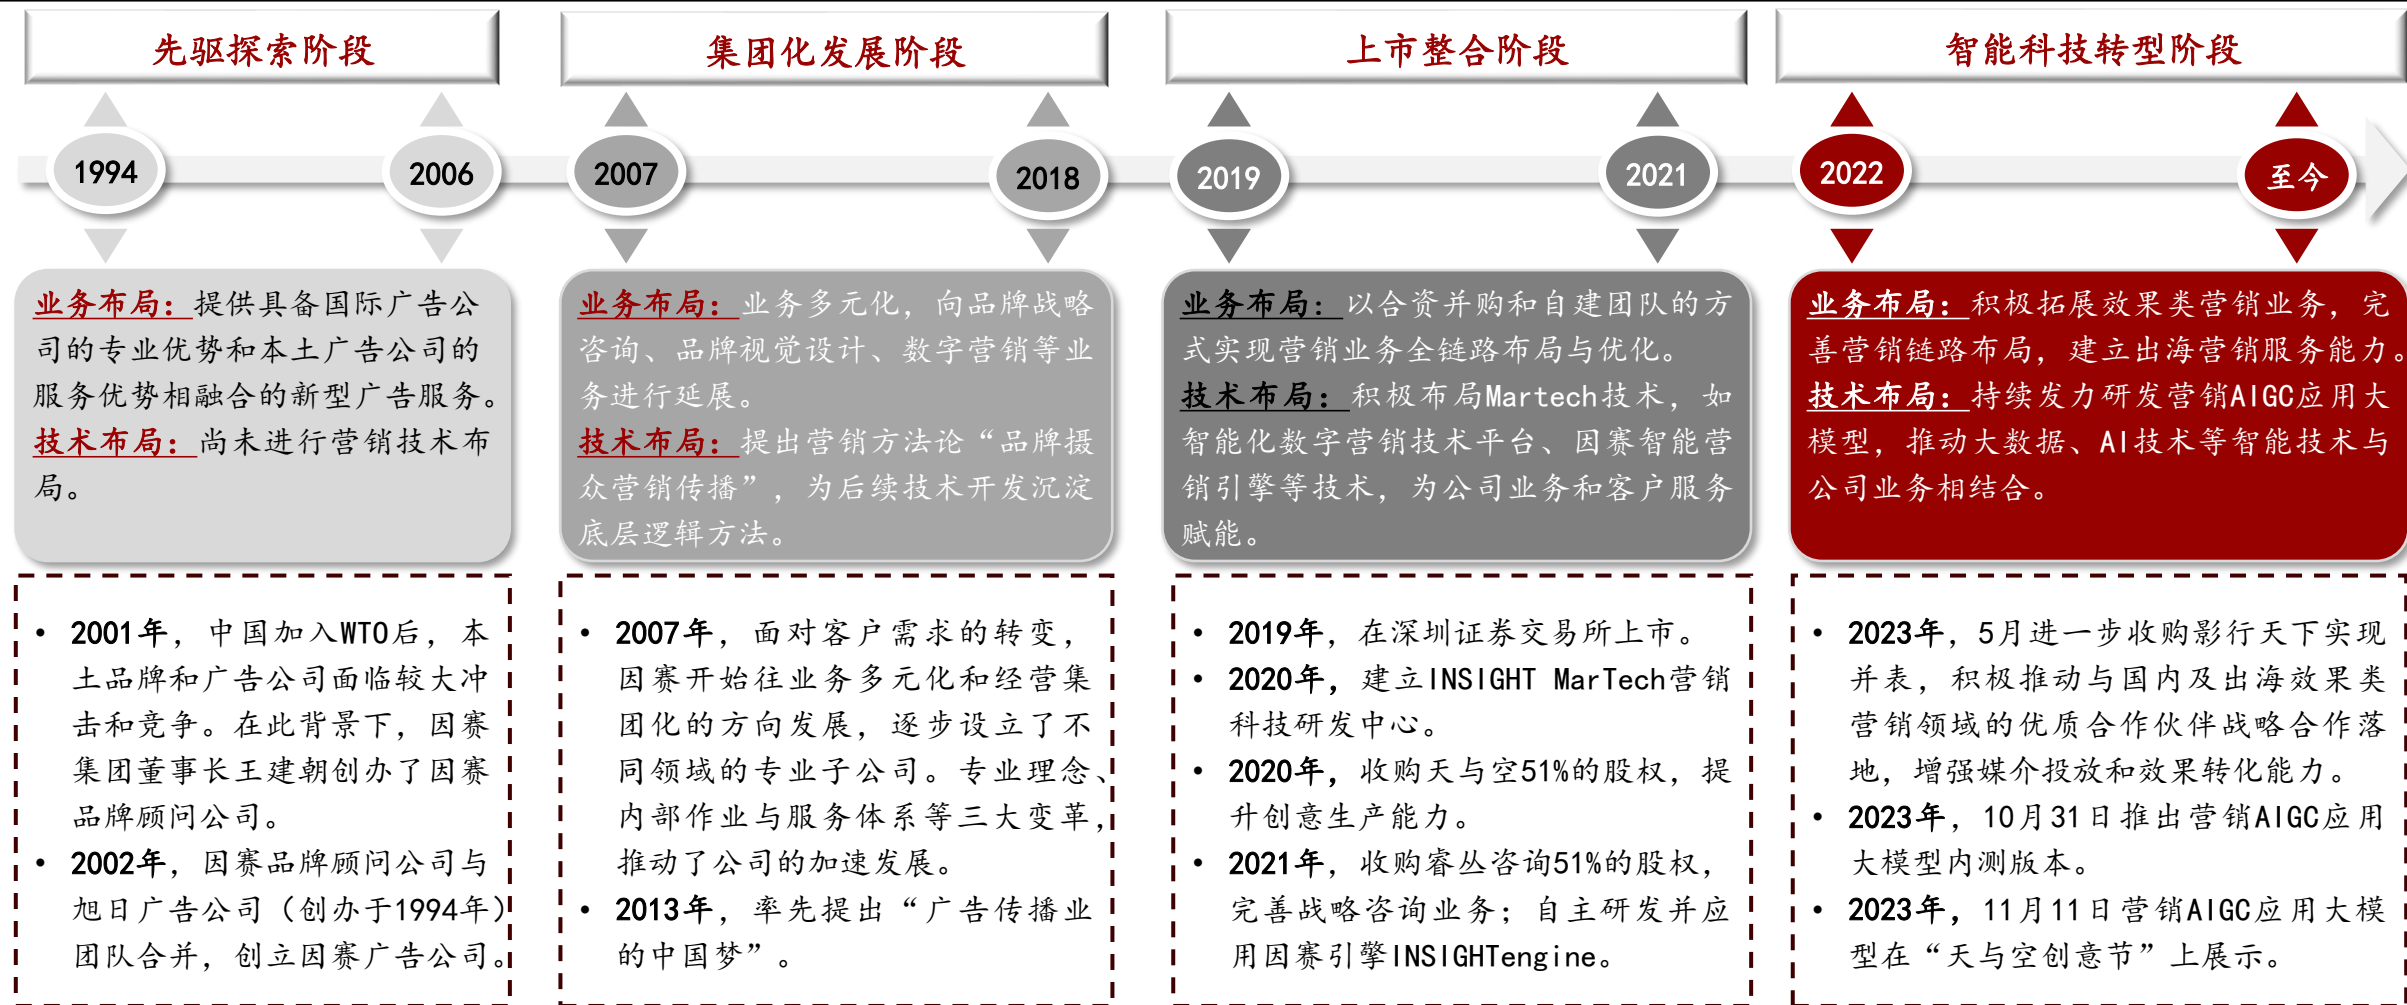 先驱探索阶段
集团化发展阶段
上市整合阶段
智能科技转型阶段
1994
2006
2007
2018
2019
2021
2022
至今
业务布局：提供具备国际广告公
司的专业优势和本土广告公司的
服务优势相融合的新型广告服务。
技术布局：尚未进行营销技术布
局。
业务布局：业务多元化，向品牌战略
咨询、品牌视觉设计、数字营销等业
务进行延展。
技术布局：提出营销方法论“品牌摄
众营销传播”，为后续技术开发沉淀
底层逻辑方法。
业务布局：以合资并购和自建团队的方
式实现营销业务全链路布局与优化。
技术布局：积极布局Martech技术，如
智能化数字营销技术平台、因赛智能营
销引擎等技术，为公司业务和客户服务
赋能。
业务布局：积极拓展效果类营销业务，完
善营销链路布局，建立出海营销服务能力。
技术布局：持续发力研发营销AIGC应用大
模型，推动大数据、AI技术等智能技术与
公司业务相结合。
• 2001年，中国加入WTO后，本
土品牌和广告公司面临较大冲
击和竞争。在此背景下，因赛
集团董事长王建朝创办了因赛
品牌顾问公司。
• 2002年，因赛品牌顾问公司与
旭日广告公司（创办于1994年）
团队合并，创立因赛广告公司。
• 2007年，面对客户需求的转变，
因赛开始往业务多元化和经营集
团化的方向发展，逐步设立了不
同领域的专业子公司。专业理念、
内部作业与服务体系等三大变革，
推动了公司的加速发展。
• 2013年，率先提出“广告传播业
的中国梦”。
• 2019年，在深圳证券交易所上市。
• 2020年，建立INSIGHT MarTech营销
科技研发中心。
• 2020年，收购天与空51%的股权，提
升创意生产能力。
• 2021年，收购睿丛咨询51%的股权，
完善战略咨询业务；自主研发并应
用因赛引擎INSIGHTengine。
• 2023年，5月进一步收购影行天下实现
并表，积极推动与国内及出海效果类
营销领域的优质合作伙伴战略合作落
地，增强媒介投放和效果转化能力。
• 2023年，10月31日推出营销AIGC应用
大模型内测版本。
• 2023年，11月11日营销AIGC应用大模
型在“天与空创意节”上展示。